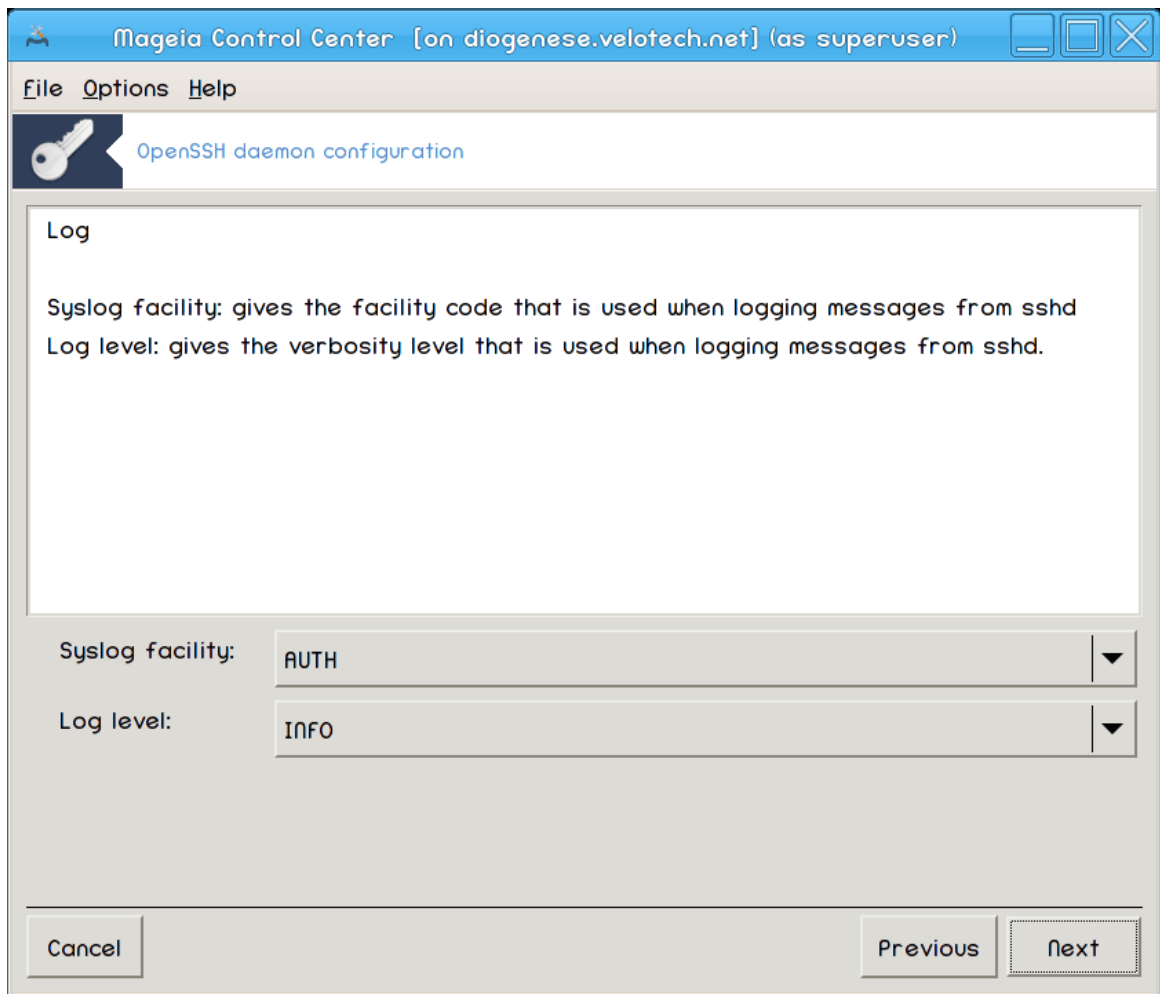 Mageia Control Center [on diogenese.velotech.net] (as superuser)
File Options Help
OpenSSH daemon configuration
Log
Syslog facility: gives the facility code that is used when logging messages from sshd
Log level: gives the verbosity level that is used when logging messages from sshd.
Syslog facility: AUTH
Log level: INFO
Cancel Previous Next